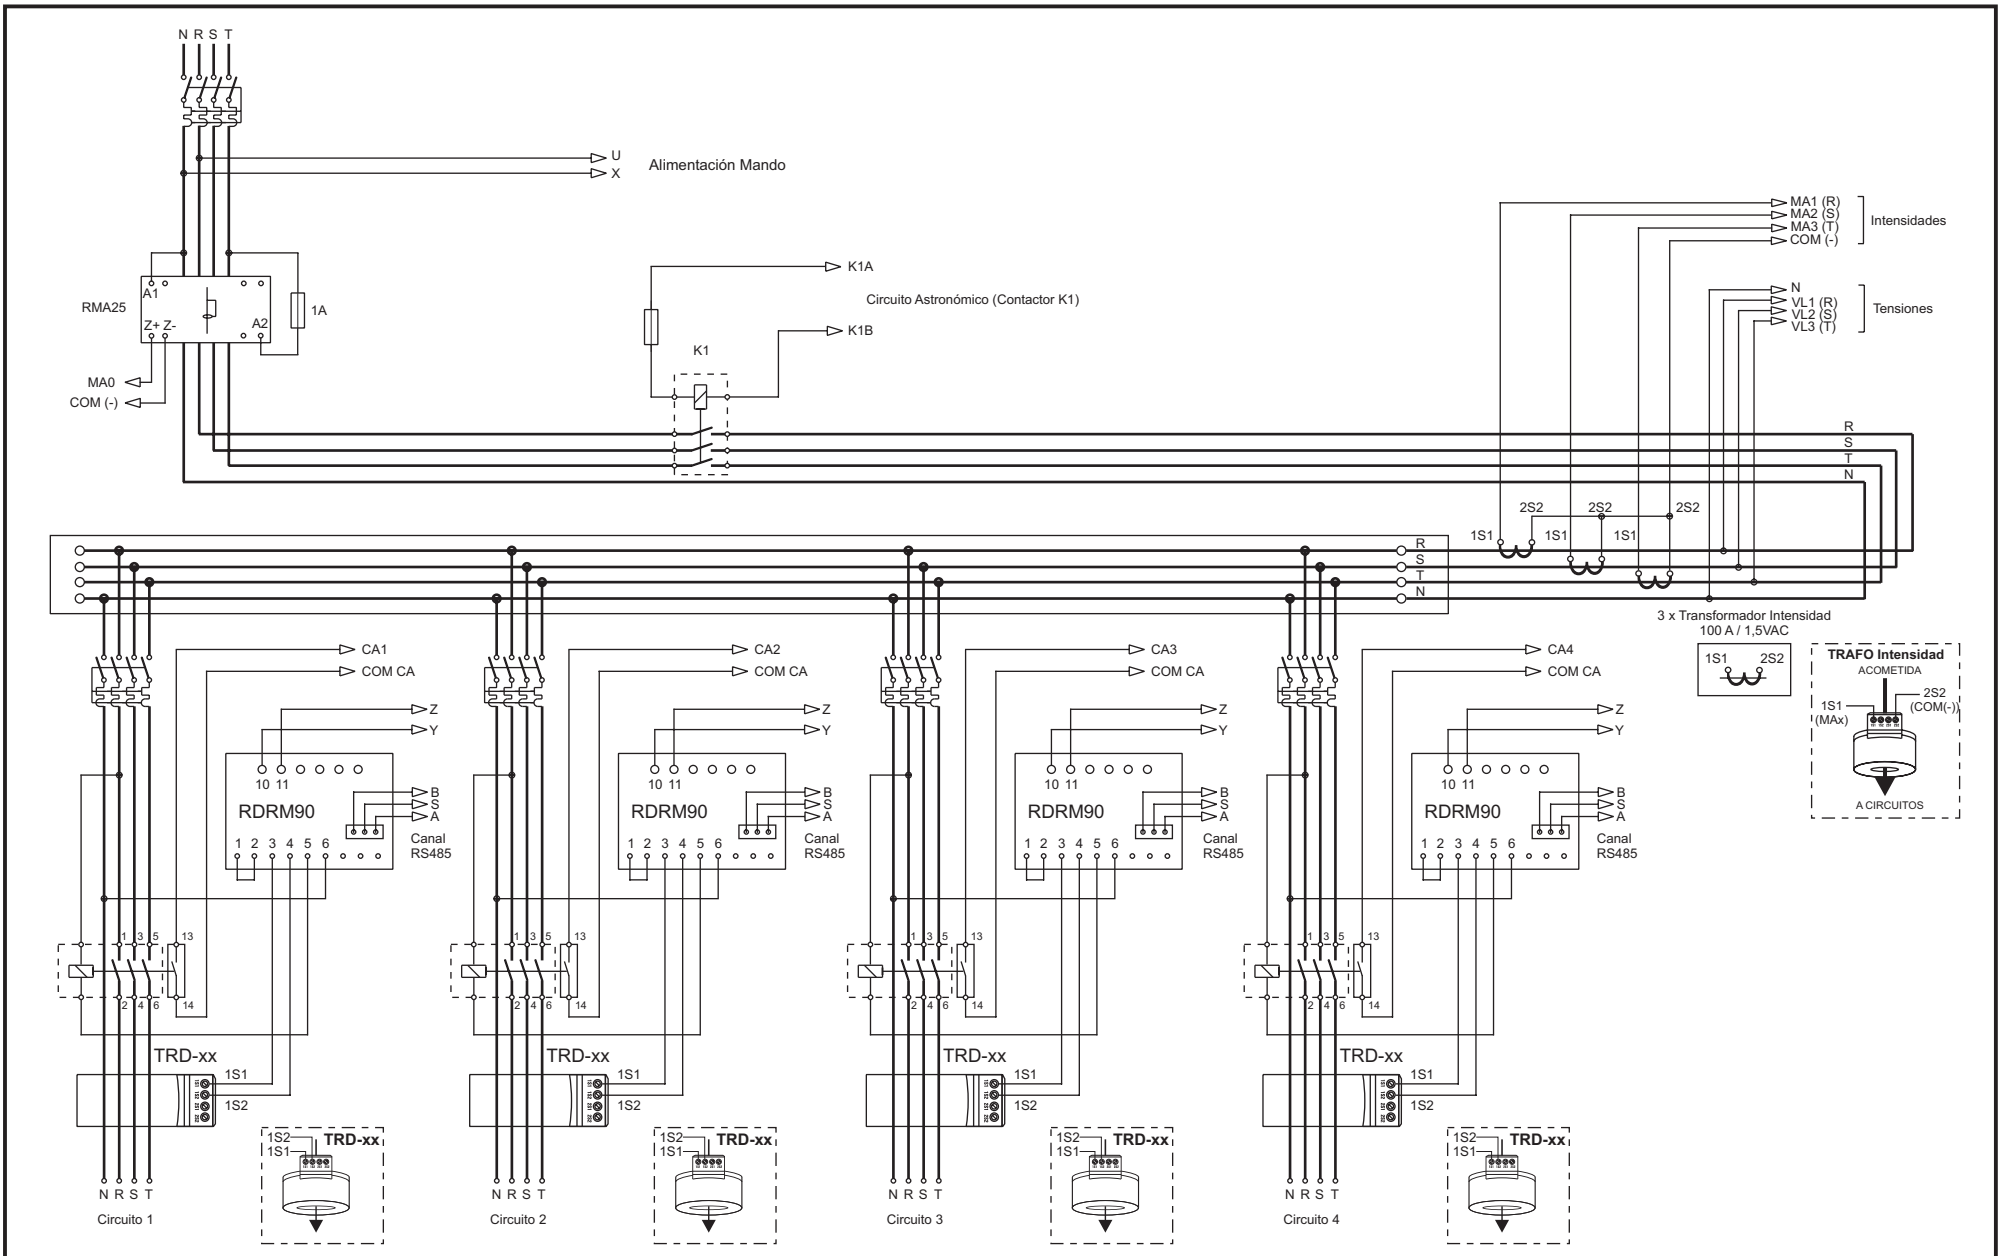 N R S T
U
X
Alimentación Mando
MA1 (R)
MA2 (S)
MA3 (T)
COM (-)
Intensidades
N
VL1 (R)
VL2 (S)
VL3 (T)
Tensiones
RMA25
A1
Z+ Z-
A2
1A
MA0
COM (-)
K1A
Circuito Astronómico (Contactor K1)
K1B
K1
R
S
T
N
2S2 2S2 2S2
1S1 1S1 1S1
R
S
T
N
3 x Transformador Intensidad
100 A / 1,5VAC
1S1 2S2
TRAFO Intensidad
ACOMETIDA
1S1
(MAx)
2S2
(COM(-))
A CIRCUITOS
CA1
COM CA
Z
Y
10 11
RDRM90
B
S
A
Canal
RS485
1 2 3 4 5 6
1 3 5 13
2 4 6 14
TRD-xx
1S1
1S2
1S2
1S1
TRD-xx
N R S T
Circuito 1
CA2
COM CA
Z
Y
10 11
RDRM90
B
S
A
Canal
RS485
1 2 3 4 5 6
1 3 5 13
2 4 6 14
TRD-xx
1S1
1S2
1S2
1S1
TRD-xx
N R S T
Circuito 2
CA3
COM CA
Z
Y
10 11
RDRM90
B
S
A
Canal
RS485
1 2 3 4 5 6
1 3 5 13
2 4 6 14
TRD-xx
1S1
1S2
1S2
1S1
TRD-xx
N R S T
Circuito 3
CA4
COM CA
Z
Y
10 11
RDRM90
B
S
A
Canal
RS485
1 2 3 4 5 6
1 3 5 13
2 4 6 14
TRD-xx
1S1
1S2
1S2
1S1
TRD-xx
N R S T
Circuito 4